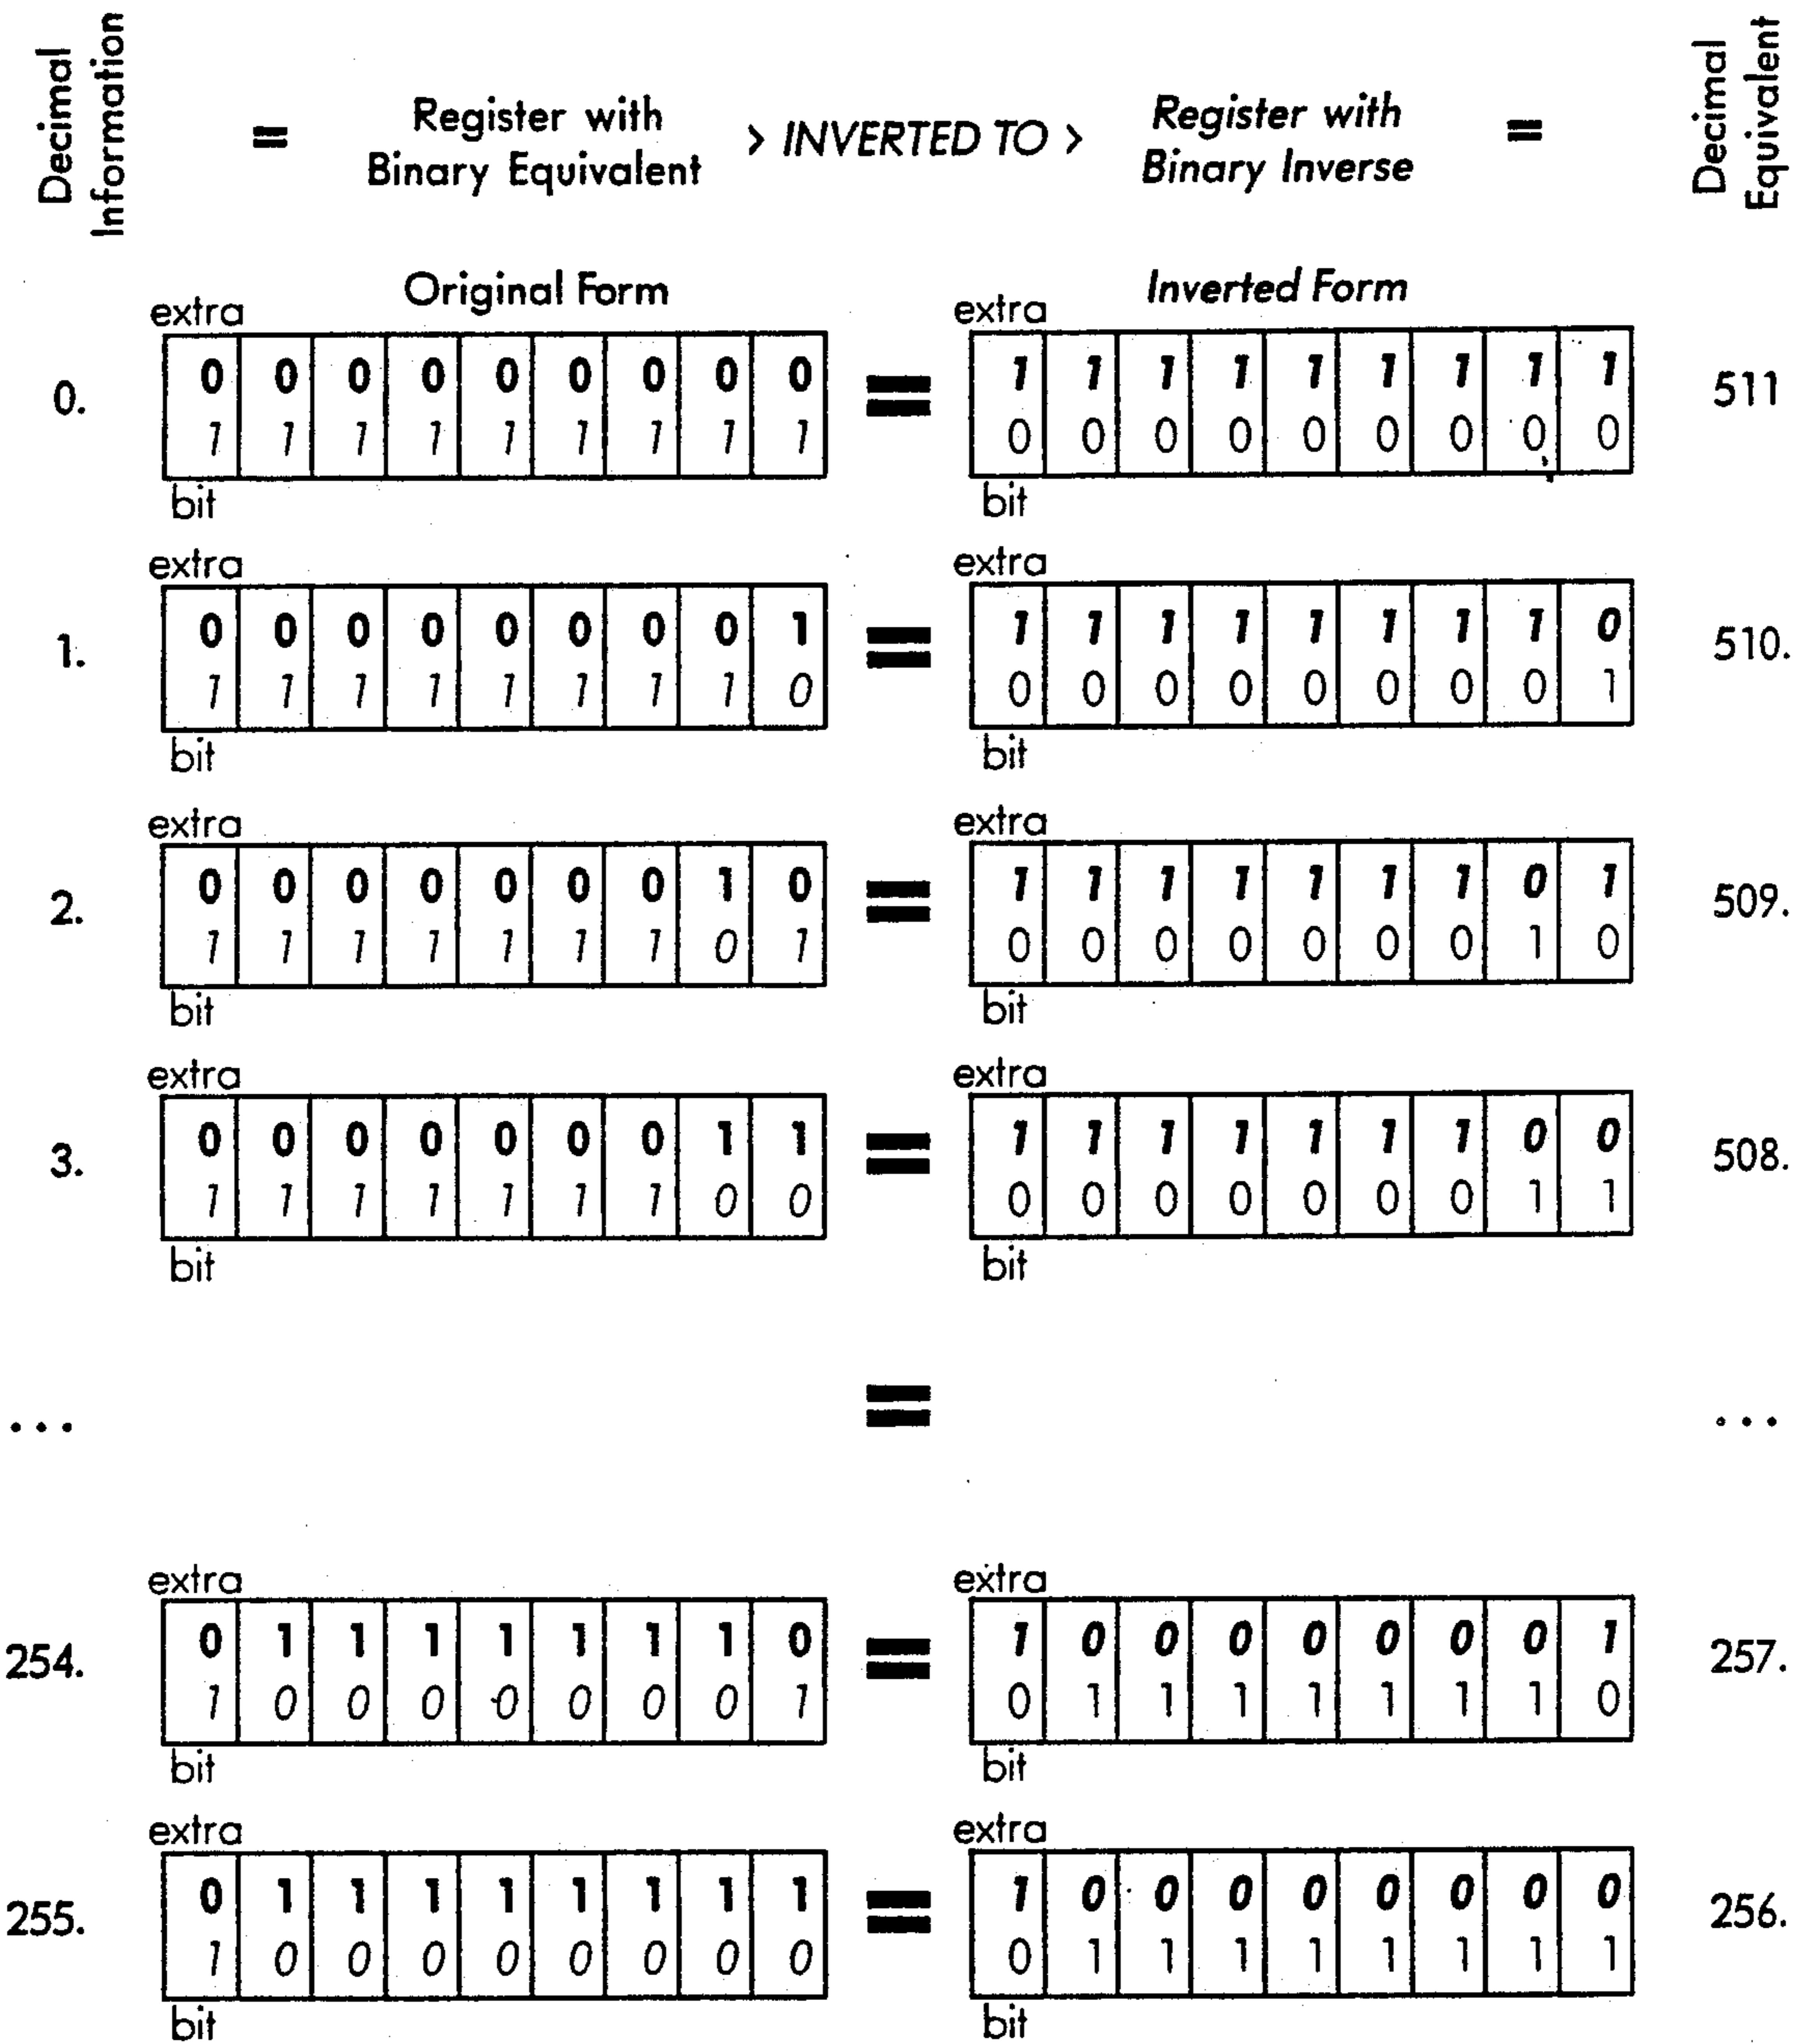 Decimal
Information
=
Register with
Binary Equivalent
> INVERTED TO >
Register with
Binary Inverse
=
Decimal
Equivalent
Original Form
Inverted Form
extra extra
0 0 0 0 0 0 0 0 0 1 1 1 1 1 1 1 1 1
0. = 511
1 1 1 1 1 1 1 1 1 0 0 0 0 0 0 0 0 0
bit bit
extra extra
0 0 0 0 0 0 0 0 1 1 1 1 1 1 1 1 1 0
1. = 510.
1 1 1 1 1 1 1 1 0 0 0 0 0 0 0 0 0 1
bit bit
extra extra
0 0 0 0 0 0 0 1 0 1 1 1 1 1 1 1 0 1
2. = 509.
1 1 1 1 1 1 1 0 1 0 0 0 0 0 0 0 1 0
bit bit
extra extra
0 0 0 0 0 0 0 1 1 1 1 1 1 1 1 1 0 0
3. = 508.
1 1 1 1 1 1 1 0 0 0 0 0 0 0 0 0 1 1
bit bit
... = ...
extra extra
0 1 1 1 1 1 1 1 0 1 0 0 0 0 0 0 0 1
254. = 257.
1 0 0 0 0 0 0 0 1 0 1 1 1 1 1 1 1 0
bit bit
extra extra
0 1 1 1 1 1 1 1 1 1 0 0 0 0 0 0 0 0
255. = 256.
1 0 0 0 0 0 0 0 0 0 1 1 1 1 1 1 1 1
bit bit